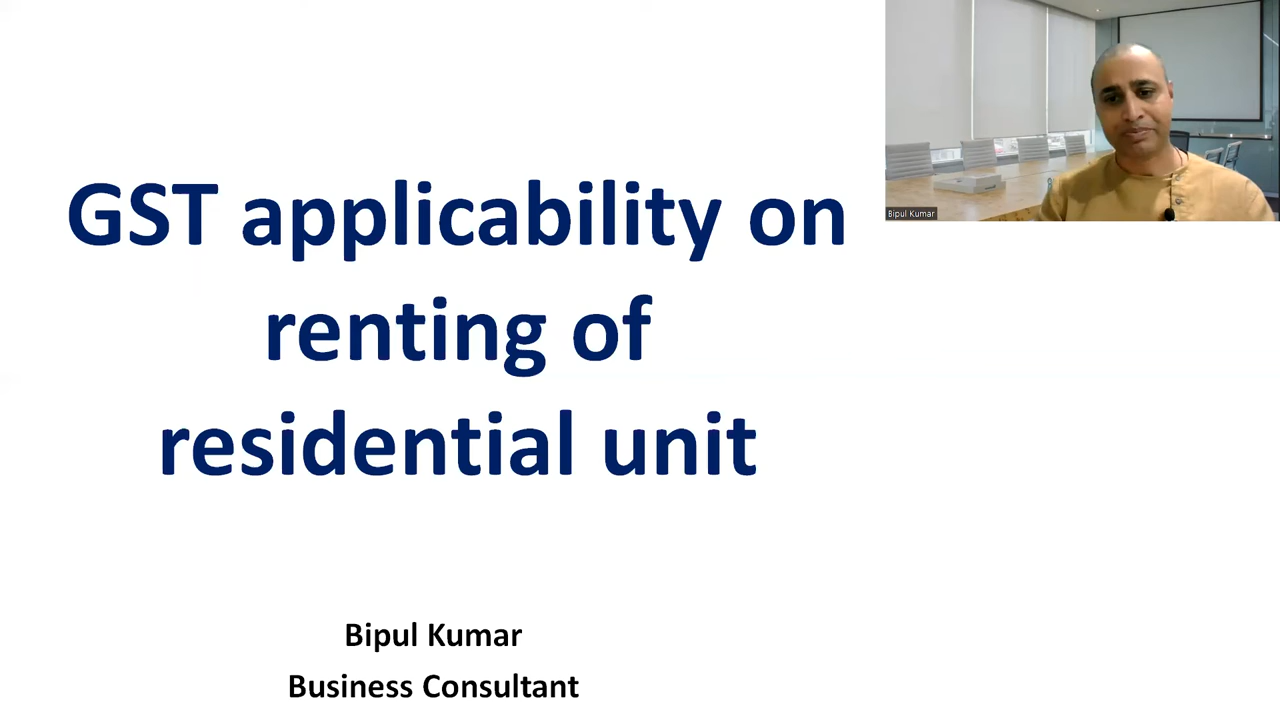 GST applicability on
renting of
residential unit
Bipul Kumar
Business Consultant
Bipul Kumar